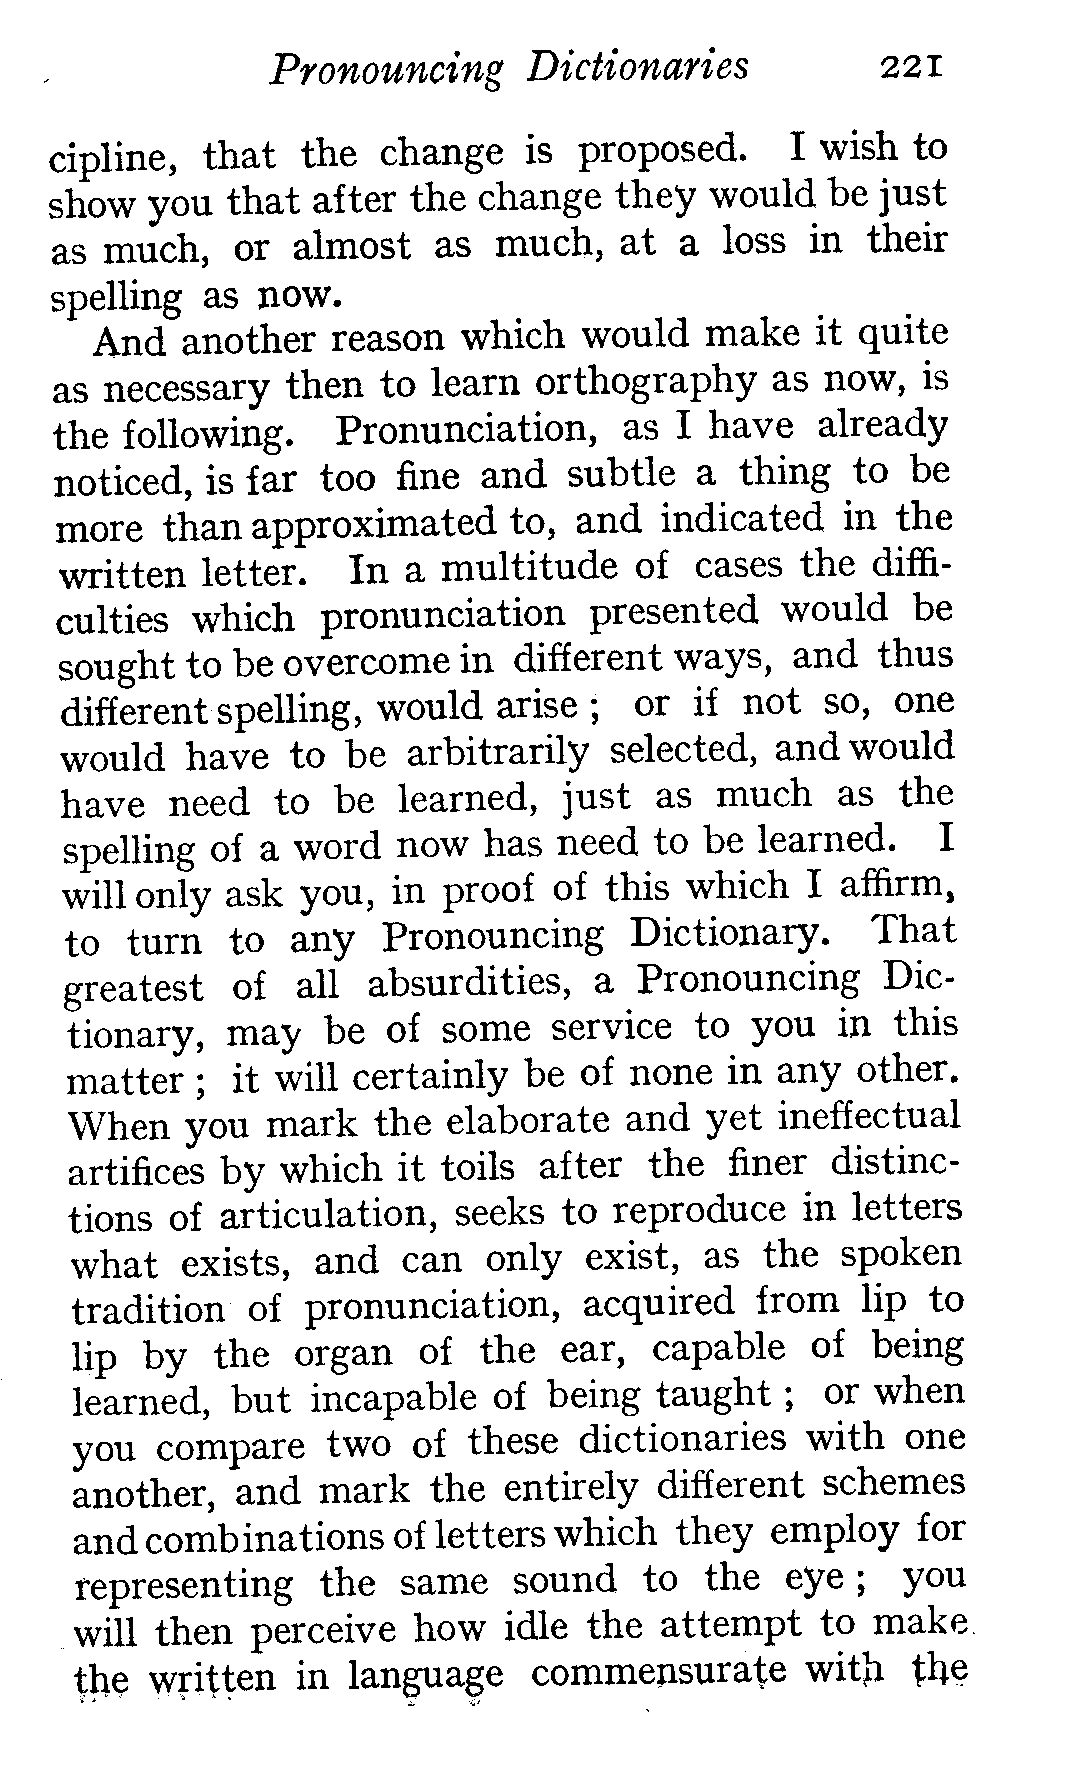 Pronouncing Dictionaries 221
cipline, that the change is proposed. I wish to
show you that after the change they would be just
as much, or almost as much, at a loss in their
spelling as now.
And another reason which would make it quite
as necessary then to learn orthography as now, is
the following. Pronunciation, as I have already
noticed, is far too fine and subtle a thing to be
more than approximated to, and indicated in the
written letter. In a multitude of cases the diffi-
culties which pronunciation presented would be
sought to be overcome in different ways, and thus
different spelling, would arise ; or if not so, one
would have to be arbitrarily selected, and would
have need to be learned, just as much as the
spelling of a word now has need to be learned. I
will only ask you, in proof of this which I affirm,
to turn to any Pronouncing Dictionary. That
greatest of all absurdities, a Pronouncing Dic-
tionary, may be of some service to you in this
matter ; it will certainly be of none in any other.
When you mark the elaborate and yet ineffectual
artifices by which it toils after the finer distinc-
tions of articulation, seeks to reproduce in letters
what exists, and can only exist, as the spoken
tradition of pronunciation, acquired from lip to
lip by the organ of the ear, capable of being
learned, but incapable of being taught ; or when
you compare two of these dictionaries with one
another, and mark the entirely different schemes
and combinations of letters which they employ for
representing the same sound to the eye ; you
will then perceive how idle the attempt to make
the written in language commensurate with the